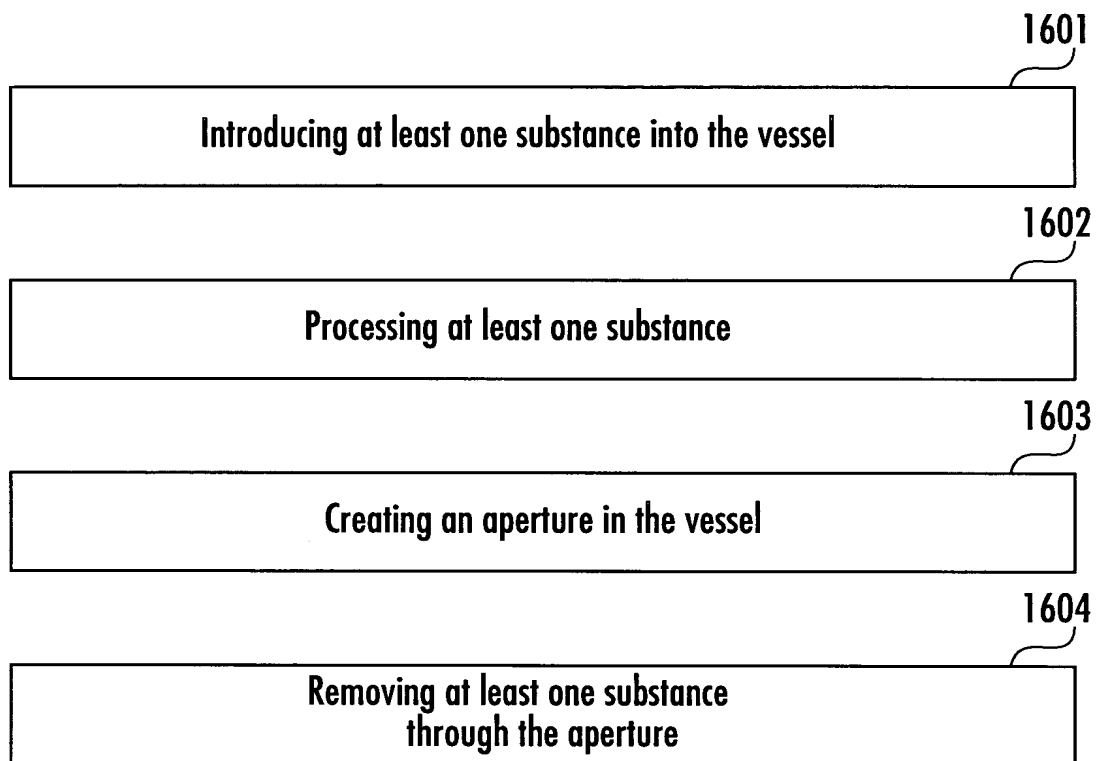 1601
Introducing at least one substance into the vessel
1602
Processing at least one substance
1603
Creating an aperture in the vessel
1604
Removing at least one substance
through the aperture